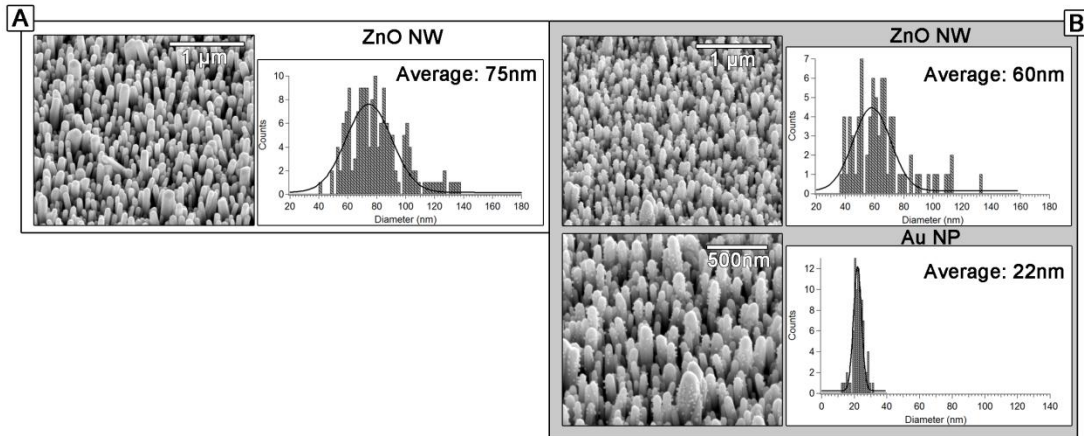 A
ZnO NW
1 µm
Average: 75nm
10
8
6
4
2
0
Counts
20 40 60 80 100 120 140 160 180
Diameter (nm)
B
ZnO NW
1 µm
Average: 60nm
7
6
5
4
3
2
1
0
Counts
20 40 60 80 100 120 140 160 180
Diameter (nm)
Au NP
500nm
Average: 22nm
12
10
8
6
4
2
0
Counts
0 20 40 60 80 100 120 140
Diameter (nm)